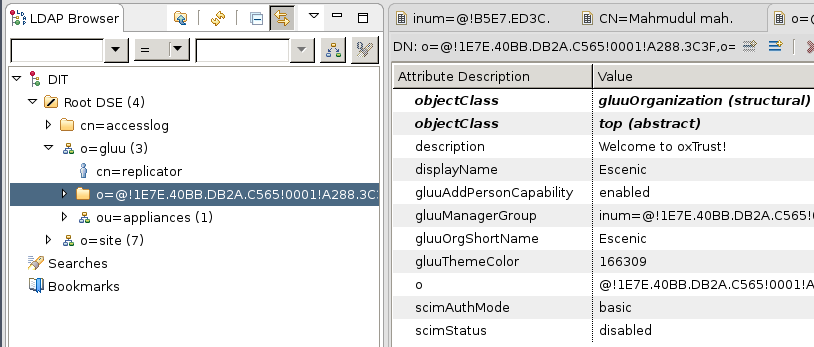 LDAP Browser
=
DIT
Root DSE (4)
cn=accesslog
o=gluu (3)
cn=replicator
o=@!1E7E.40BB.DB2A.C565!0001!A288.3C3F
ou=appliances (1)
o=site (7)
Searches
Bookmarks
inum=@!B5E7.ED3C.
CN=Mahmudul mah.
o=@
DN: o=@!1E7E.40BB.DB2A.C565!0001!A288.3C3F,o=
Attribute Description Value
objectClass gluuOrganization (structural)
objectClass top (abstract)
description Welcome to oxTrust!
displayName Escenic
gluuAddPersonCapability enabled
gluuManagerGroup inum=@!1E7E.40BB.DB2A.C565!0
gluuOrgShortName Escenic
gluuThemeColor 166309
o @!1E7E.40BB.DB2A.C565!0001!A
scimAuthMode basic
scimStatus disabled